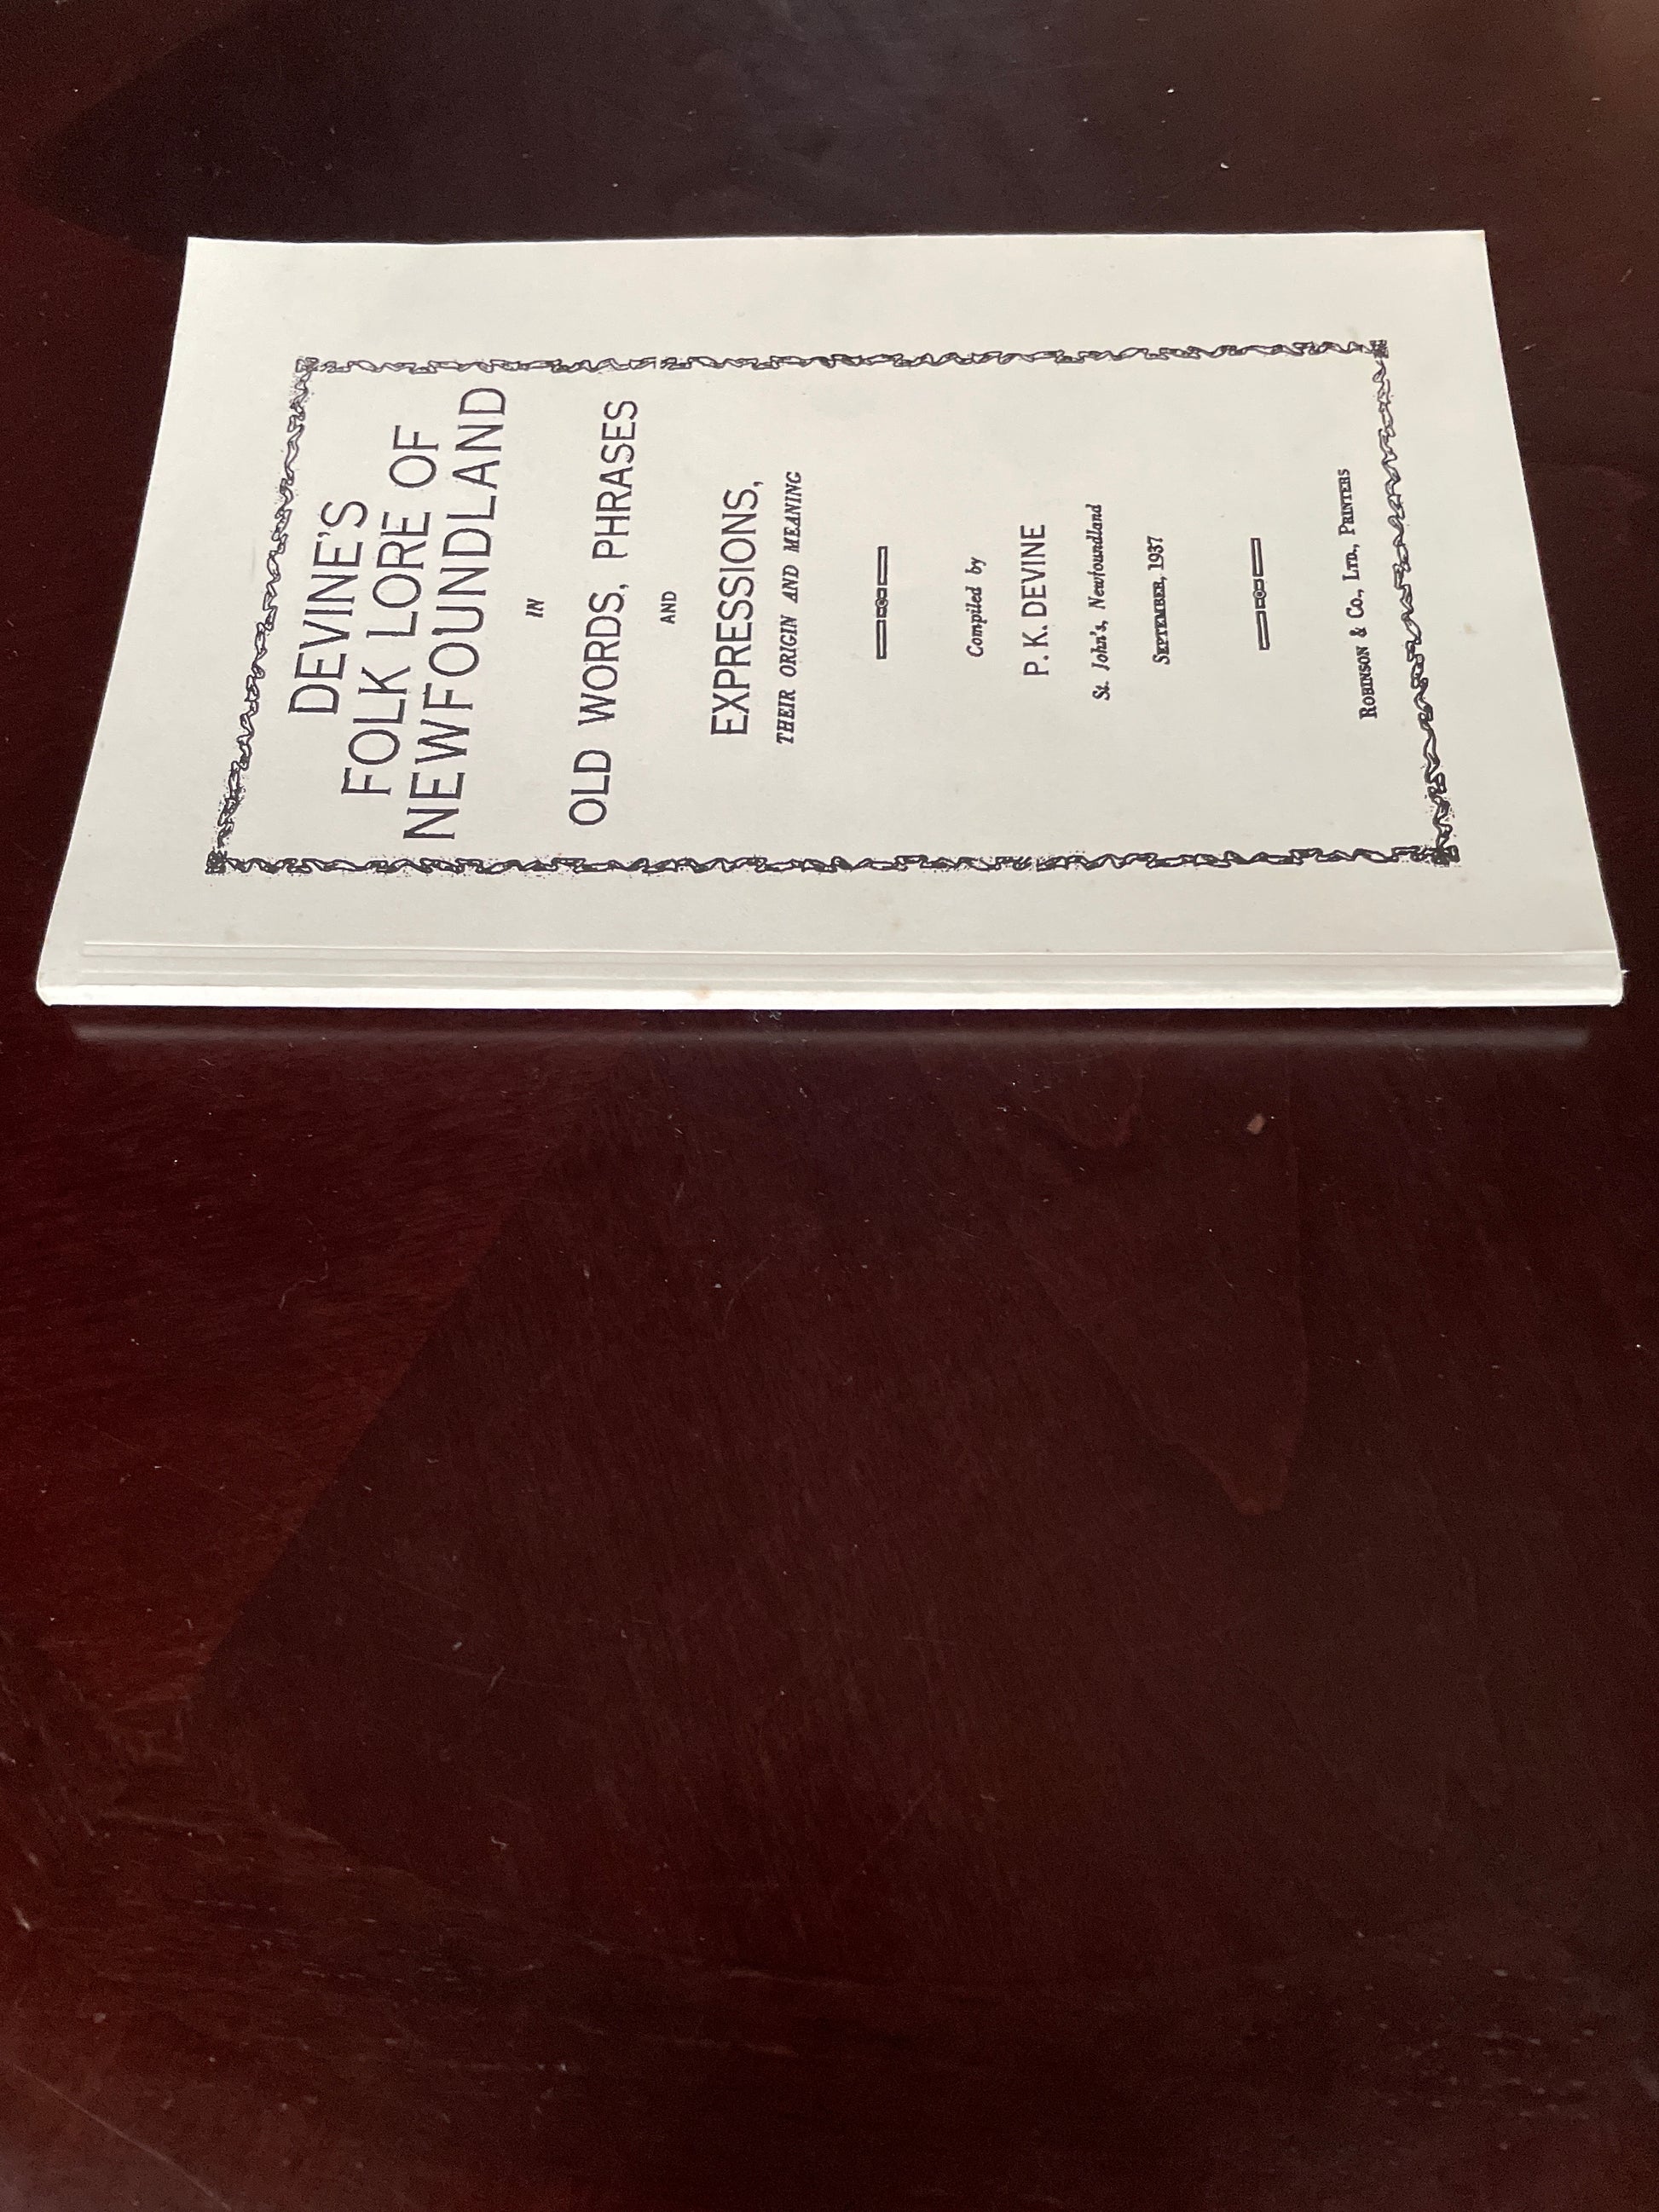 DEVINE'S
FOLK LORE OF
NEWFOUNDLAND
IN
OLD WORDS, PHRASES
AND
EXPRESSIONS,
THEIR ORIGIN AND MEANING
Compiled by
P. K. DEVINE
St. John's, Newfoundland
SEPTEMBER, 1937
ROBINSON & CO., LTD., PRINTERS